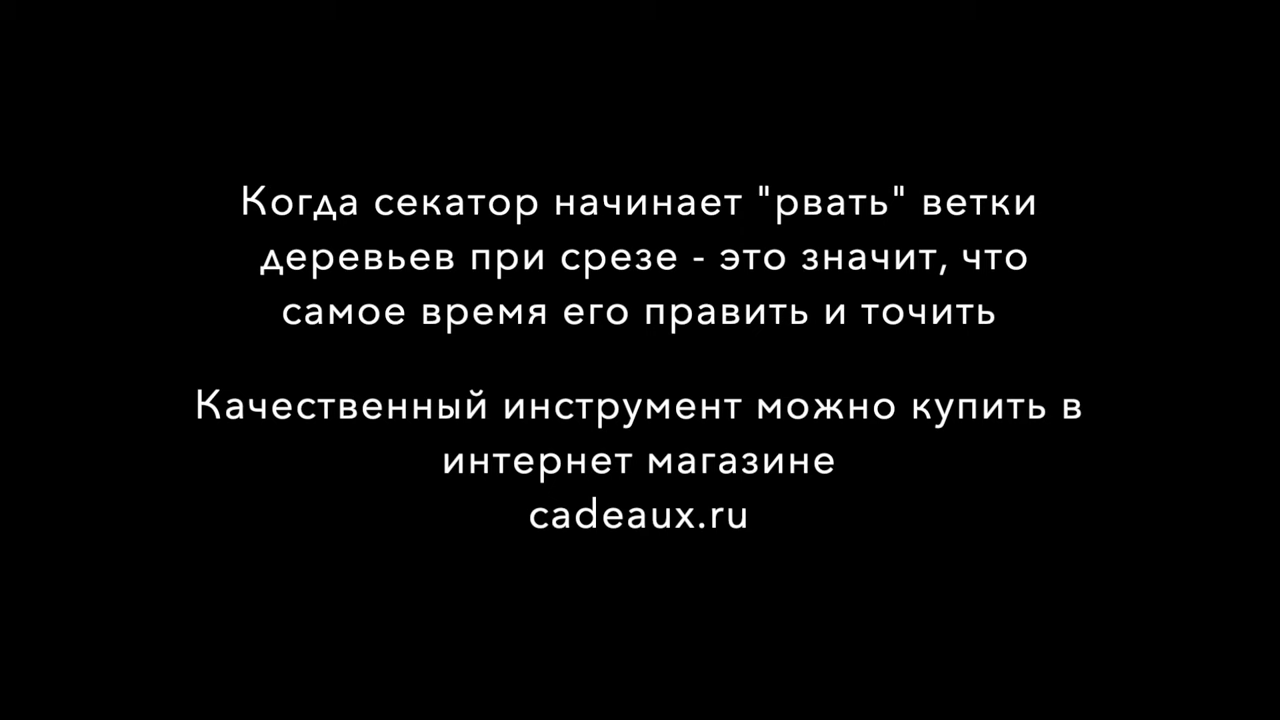 Когда секатор начинает "рвать" ветки
деревьев при срезе - это значит, что
самое время его править и точить
Качественный инструмент можно купить в
интернет магазине
cadeaux.ru